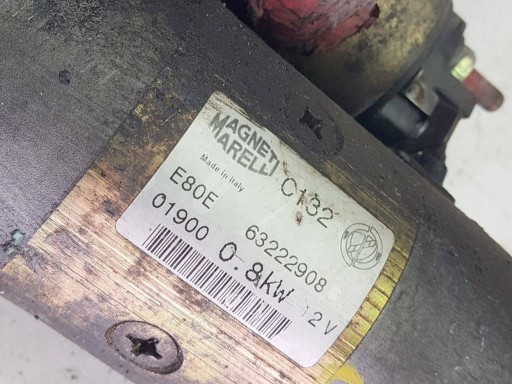 MAGNETI
MARELLI C132
Made in Italy
E80E 63222908
01900 0.8kW 12V